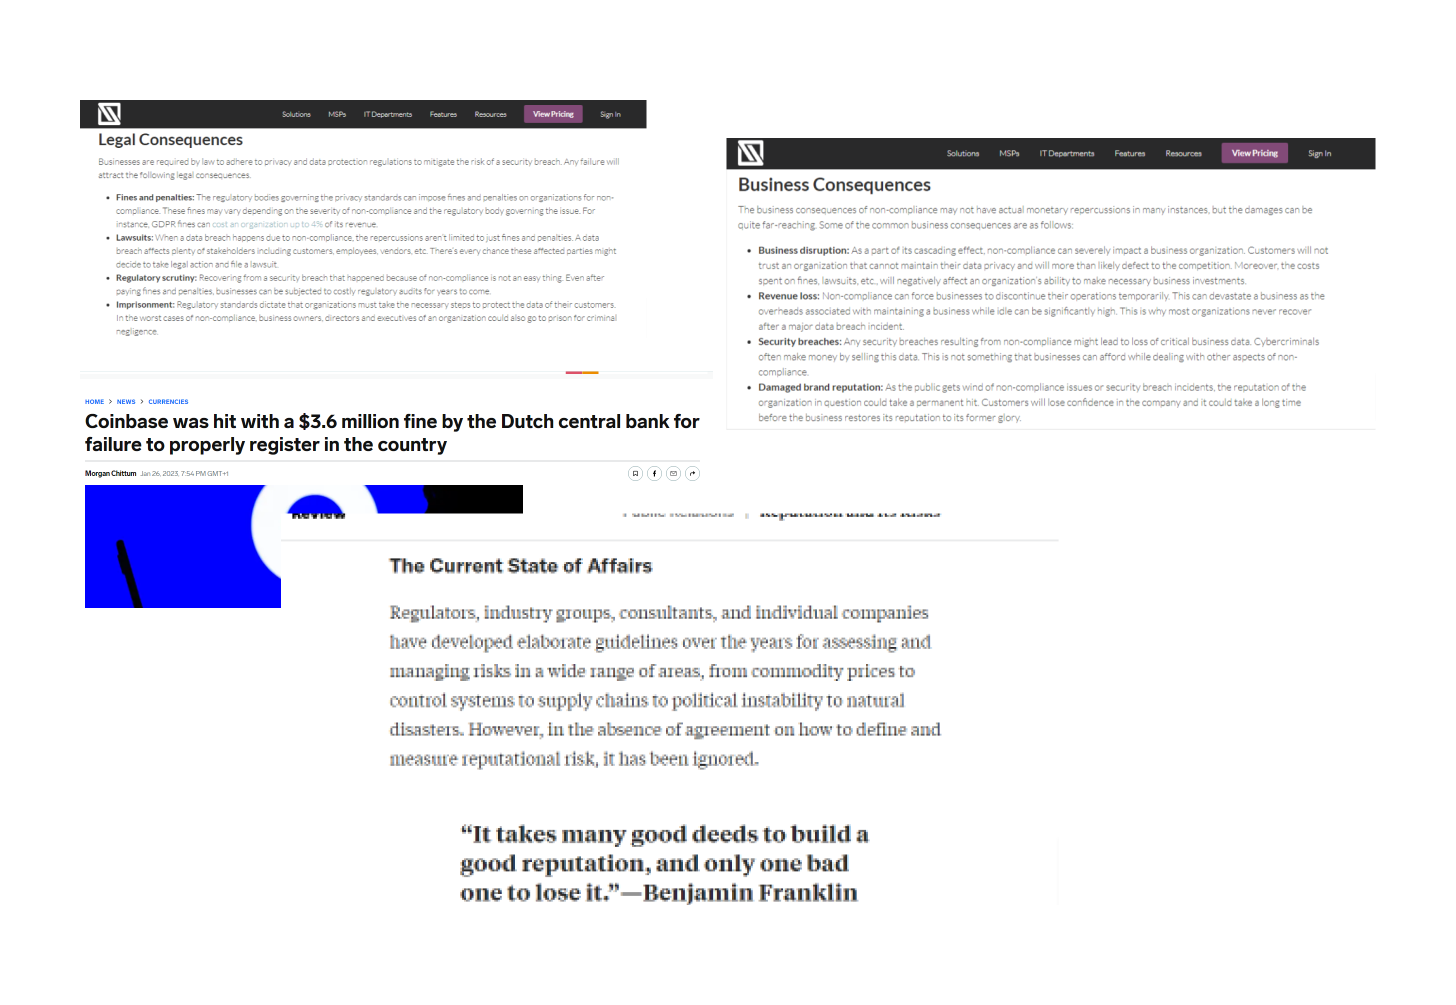 Solutions MSPs IT Departments Features Resources View Pricing Sign In
Legal Consequences
Businesses are required by law to adhere to privacy and data protection regulations to mitigate the risk of a security breach. Any failure will
attract the following legal consequences.
• Fines and penalties: The regulatory bodies governing the privacy standards can impose fines and penalties on organizations for non-
compliance. These fines may vary depending on the severity of non-compliance and the regulatory body governing the issue. For
instance, GDPR fines can cost an organization up to 4% of its revenue.
• Lawsuits: When a data breach happens due to non-compliance, the repercussions aren't limited to just fines and penalties. A data
breach affects plenty of stakeholders including customers, employees, vendors, etc. There's every chance these affected parties might
decide to take legal action and file a lawsuit.
• Regulatory scrutiny: Recovering from a security breach that happened because of non-compliance is not an easy thing. Even after
paying fines and penalties, businesses can be subjected to costly regulatory audits for years to come.
• Imprisonment: Regulatory standards dictate that organizations must take the necessary steps to protect the data of their customers.
In the worst cases of non-compliance, business owners, directors and executives of an organization could also go to prison for criminal
negligence.
Solutions MSPs IT Departments Features Resources View Pricing Sign In
Business Consequences
The business consequences of non-compliance may not have actual monetary repercussions in many instances, but the damages can be
quite far-reaching. Some of the common business consequences are as follows:
• Business disruption: As a part of its cascading effect, non-compliance can severely impact a business organization. Customers will not
trust an organization that cannot maintain their data privacy and will more than likely defect to the competition. Moreover, the costs
spent on fines, lawsuits, etc., will negatively affect an organization's ability to make necessary business investments.
• Revenue loss: Non-compliance can force businesses to discontinue their operations temporarily. This can devastate a business as the
overheads associated with maintaining a business while idle can be significantly high. This is why most organizations never recover
after a major data breach incident.
• Security breaches: Any security breaches resulting from non-compliance might lead to loss of critical business data. Cybercriminals
often make money by selling this data. This is not something that businesses can afford while dealing with other aspects of non-
compliance.
• Damaged brand reputation: As the public gets wind of non-compliance issues or security breach incidents, the reputation of the
organization in question could take a permanent hit. Customers will lose confidence in the company and it could take a long time
before the business restores its reputation to its former glory.
HOME > NEWS > CURRENCIES
Coinbase was hit with a $3.6 million fine by the Dutch central bank for
failure to properly register in the country
Morgan Chittum Jan 26, 2023, 7:54 PM GMT+1
Review Public Relations | Reputation and Its Risks
The Current State of Affairs
Regulators, industry groups, consultants, and individual companies
have developed elaborate guidelines over the years for assessing and
managing risks in a wide range of areas, from commodity prices to
control systems to supply chains to political instability to natural
disasters. However, in the absence of agreement on how to define and
measure reputational risk, it has been ignored.
“It takes many good deeds to build a
good reputation, and only one bad
one to lose it.”—Benjamin Franklin